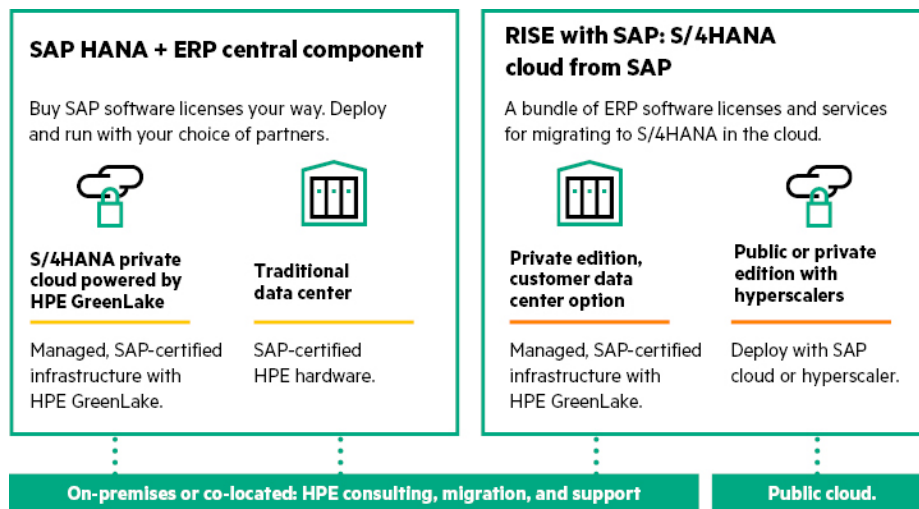 SAP HANA + ERP central component
Buy SAP software licenses your way. Deploy
and run with your choice of partners.
S/4HANA private
cloud powered by
HPE GreenLake
Managed, SAP-certified
infrastructure with
HPE GreenLake.
Traditional
data center
SAP-certified
HPE hardware.
RISE with SAP: S/4HANA
cloud from SAP
A bundle of ERP software licenses and services
for migrating to S/4HANA in the cloud.
Private edition,
customer data
center option
Managed, SAP-certified
infrastructure with
HPE GreenLake.
Public or private
edition with
hyperscalers
Deploy with SAP
cloud or hyperscaler.
On-premises or co-located: HPE consulting, migration, and support
Public cloud.